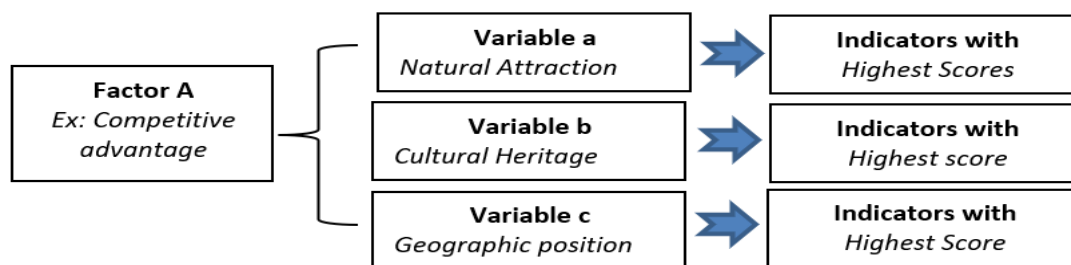 Factor A
Ex: Competitive
advantage
Variable a
Natural Attraction
Indicators with
Highest Scores
Variable b
Cultural Heritage
Indicators with
Highest score
Variable c
Geographic position
Indicators with
Highest Score